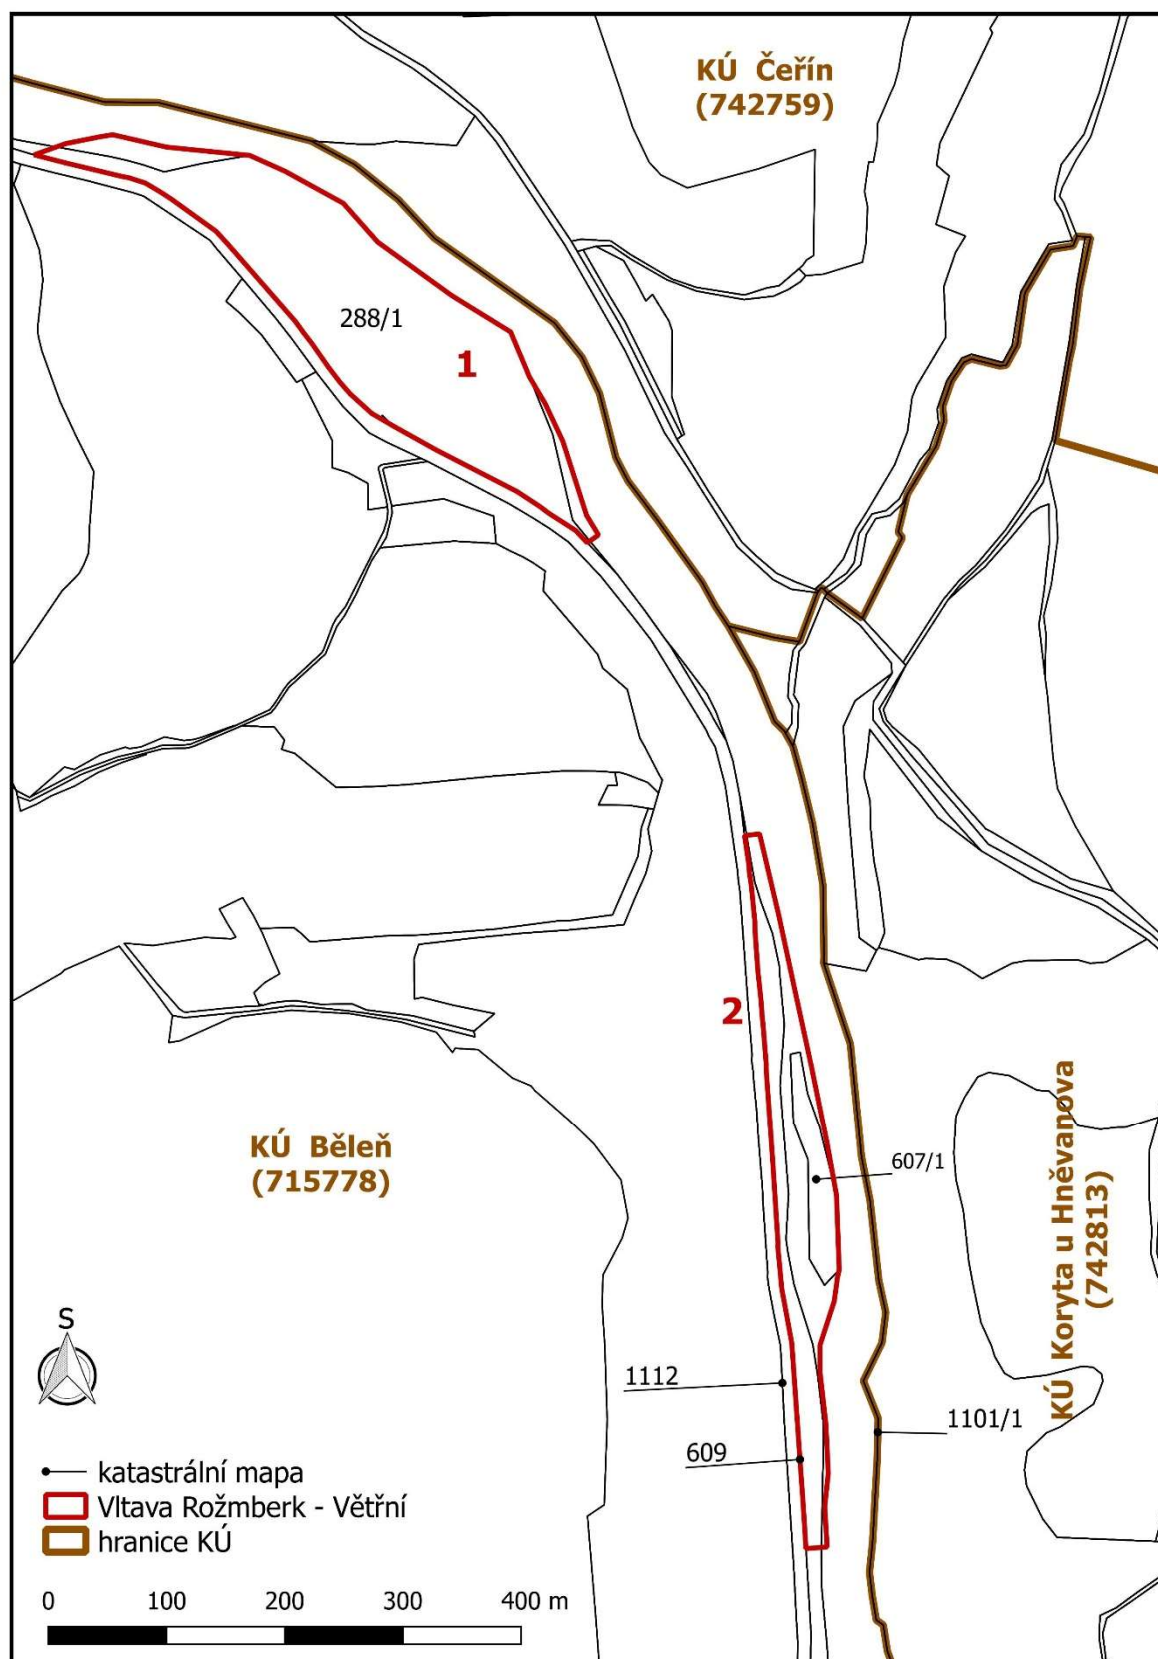 KÚ Čeřín
(742759)
288/1
1
2
KÚ Běleň
(715778)
607/1
KÚ Koryta u Hněvanova
(742813)
S
1112
1101/1
609
katastrální mapa
Vltava Rožmberk - Větřní
hranice KÚ
0 100 200 300 400 m